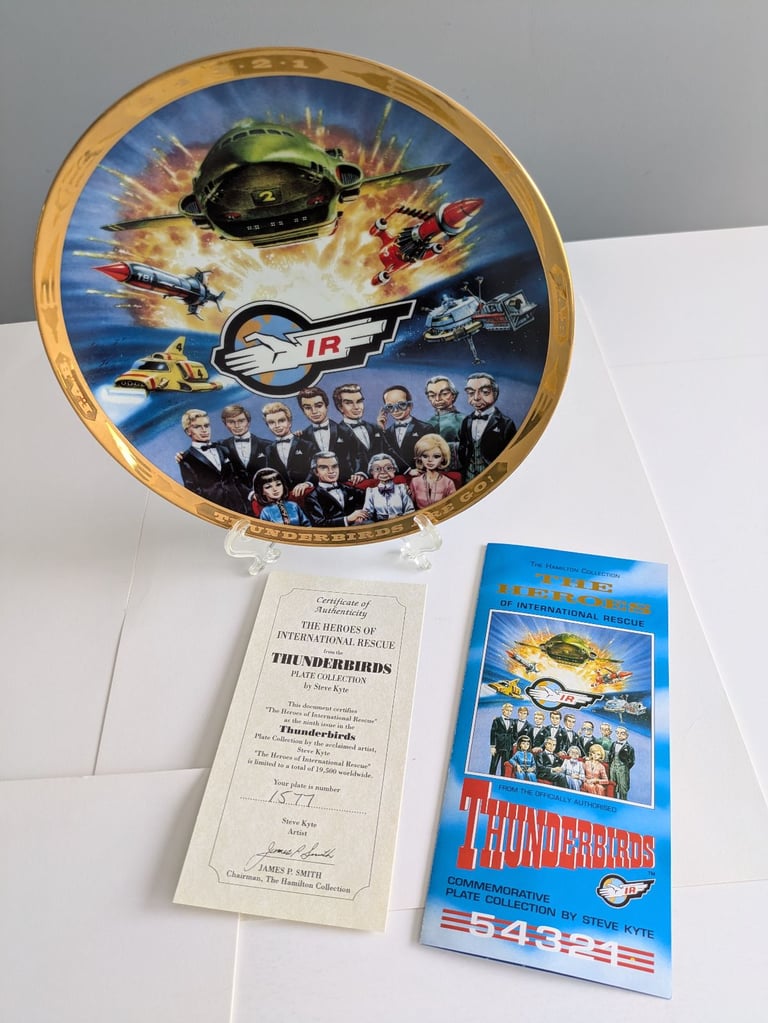 2·1
2
TB1
4
IR
THUNDERBIRDS ARE GO!
Certificate of
Authenticity
THE HEROES OF
INTERNATIONAL RESCUE
from the
THUNDERBIRDS
PLATE COLLECTION
by Steve Kyte
This document certifies
"The Heroes of International Rescue"
as the ninth issue in the
Thunderbirds
Plate Collection by the acclaimed artist,
Steve Kyte
"The Heroes of International Rescue"
is limited to a total of 19,500 worldwide.
Your plate is number
1577
Steve Kyte
Artist
James P. Smith
JAMES P. SMITH
Chairman, The Hamilton Collection
THE HAMILTON COLLECTION
THE
HEROES
OF INTERNATIONAL RESCUE
IR
FROM THE OFFICIALLY AUTHORISED
THUNDERBIRDS
TM
IR
COMMEMORATIVE
PLATE COLLECTION BY STEVE KYTE
54321